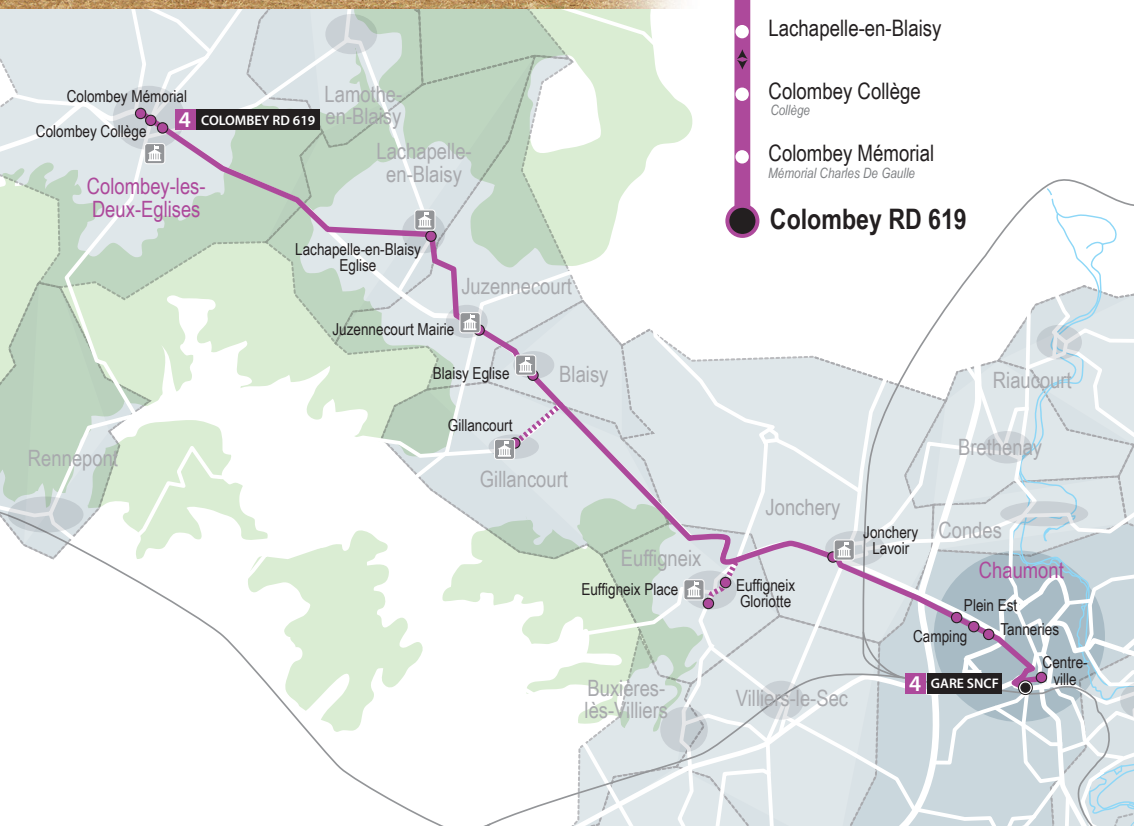 Lachapelle-en-Blaisy
Colombey Collège
Collège
Colombey Mémorial
Mémorial Charles De Gaulle
Colombey RD 619
Colombey Mémorial
4 COLOMBEY RD 619
Colombey Collège
Colombey-les-
Deux-Eglises
Lamothe-
en-Blaisy
Lachapelle-
en-Blaisy
Lachapelle-en-Blaisy
Eglise
Juzennecourt
Juzennecourt Mairie
Blaisy Eglise
Blaisy
Gillancourt
Gillancourt
Rennepont
Riaucourt
Brethenay
Jonchery
Jonchery
Lavoir
Condes
Euffigneix
Euffigneix Place
Euffigneix
Gloriotte
Chaumont
Plein Est
Camping
Tanneries
Centre-
ville
4 GARE SNCF
Buxières-
lès-Villiers
Villiers-le-Sec